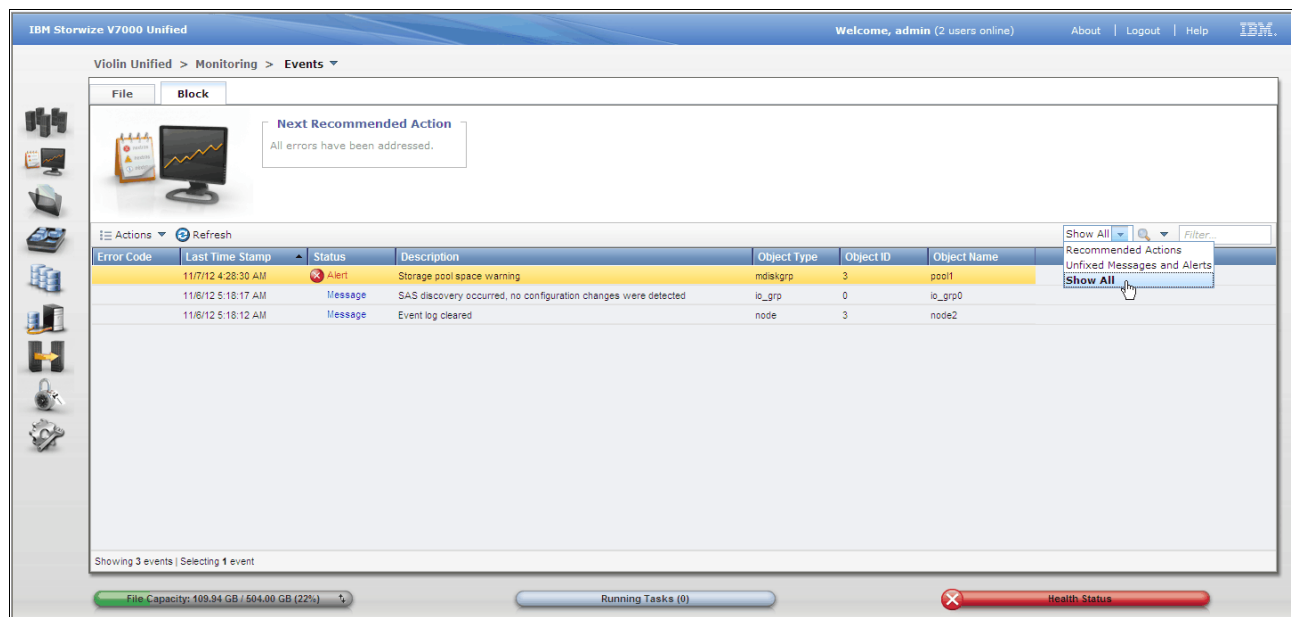 IBM Storwize V7000 Unified
Welcome, admin (2 users online)
About | Logout | Help
IBM.
Violin Unified > Monitoring > Events
File
Block
Next Recommended Action
All errors have been addressed.
Actions
Refresh
Show All
Filter...
Recommended Actions
Unfixed Messages and Alerts
Show All
Error Code Last Time Stamp Status Description Object Type Object ID Object Name
11/7/12 4:28:30 AM Alert Storage pool space warning mdiskgrp 3 pool1
11/6/12 5:18:17 AM Message SAS discovery occurred, no configuration changes were detected io_grp 0 io_grp0
11/6/12 5:18:12 AM Message Event log cleared node 3 node2
Showing 3 events | Selecting 1 event
File Capacity: 109.94 GB / 504.00 GB (22%)
Running Tasks (0)
Health Status